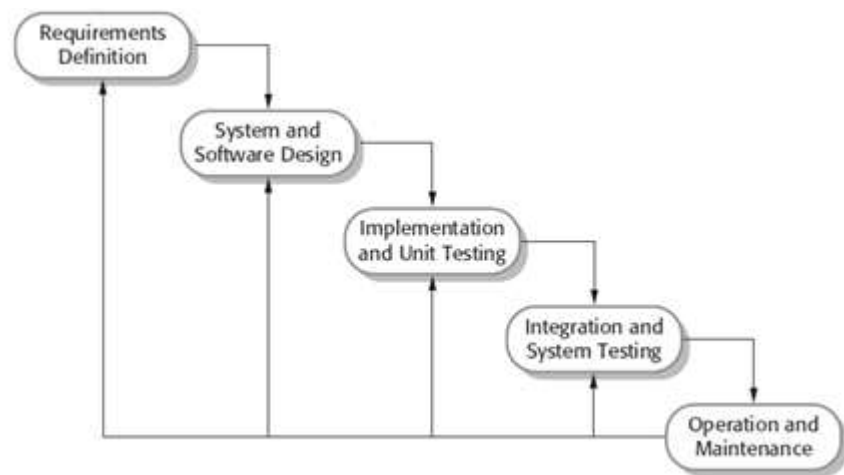 Requirements
Definition
System and
Software Design
Implementation
and Unit Testing
Integration and
System Testing
Operation and
Maintenance